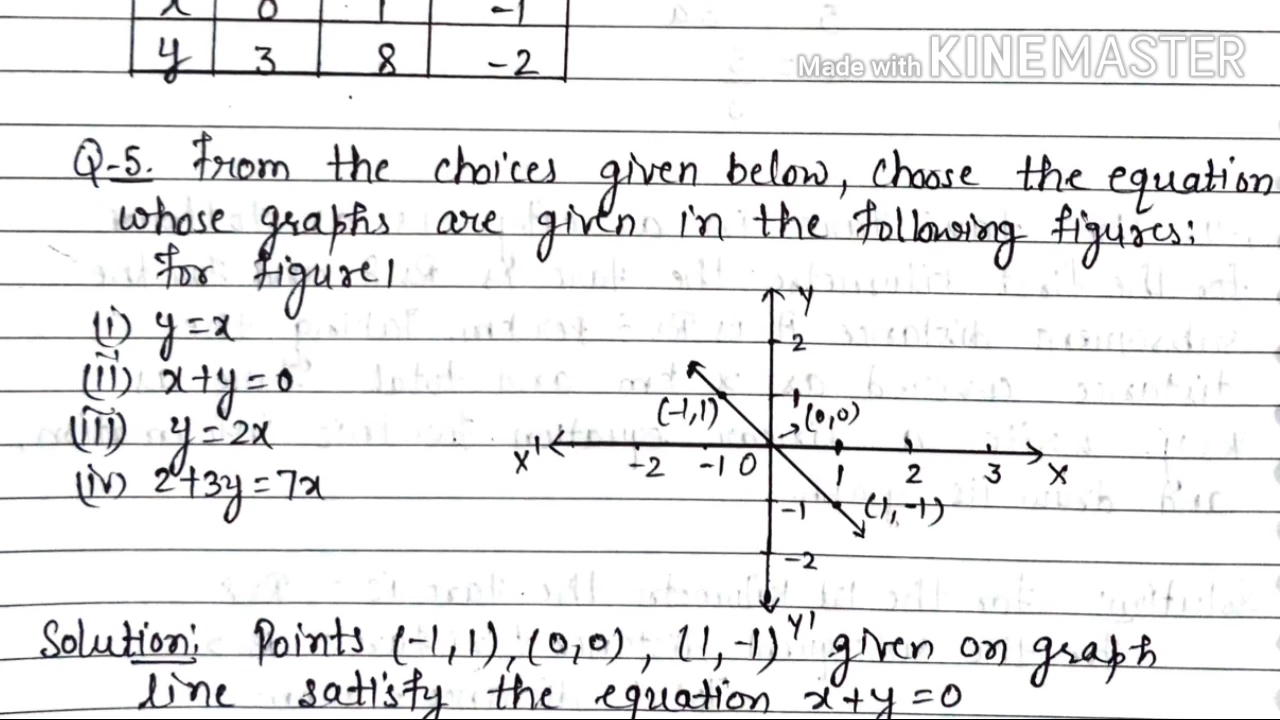 x 0 1 -1
y 3 8 -2
Made with KINEMASTER
Q-5. From the choices given below, choose the equation
whose graphs are given in the following figures:
For figure 1
(i) y=x
(ii) x+y=0
(iii) y=2x
(iv) 2+3y=7x
Y
2
1
(-1,1) (0,0)
X' -2 -1 0 1 2 3 X
-1 (1,-1)
-2
Y'
Solution: Points (-1,1), (0,0), (1,-1) given on graph
line satisfy the equation x+y=0